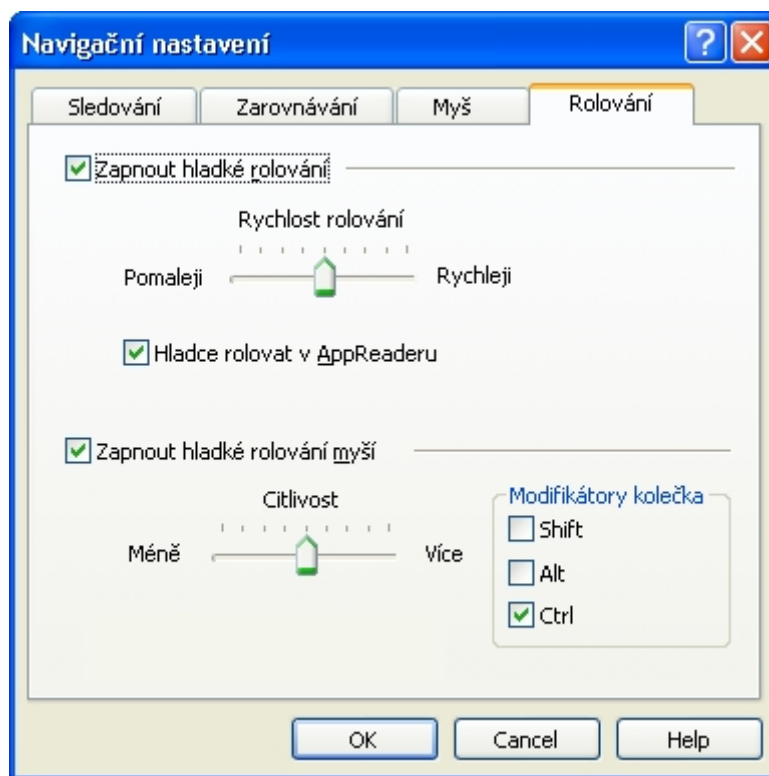 Navigační nastavení
Sledování Zarovnávání Myš Rolování
Zapnout hladké rolování
Rychlost rolování
Pomaleji Rychleji
Hladce rolovat v AppReaderu
Zapnout hladké rolování myší
Citlivost
Méně Více
Modifikátory kolečka
Shift
Alt
Ctrl
OK Cancel Help